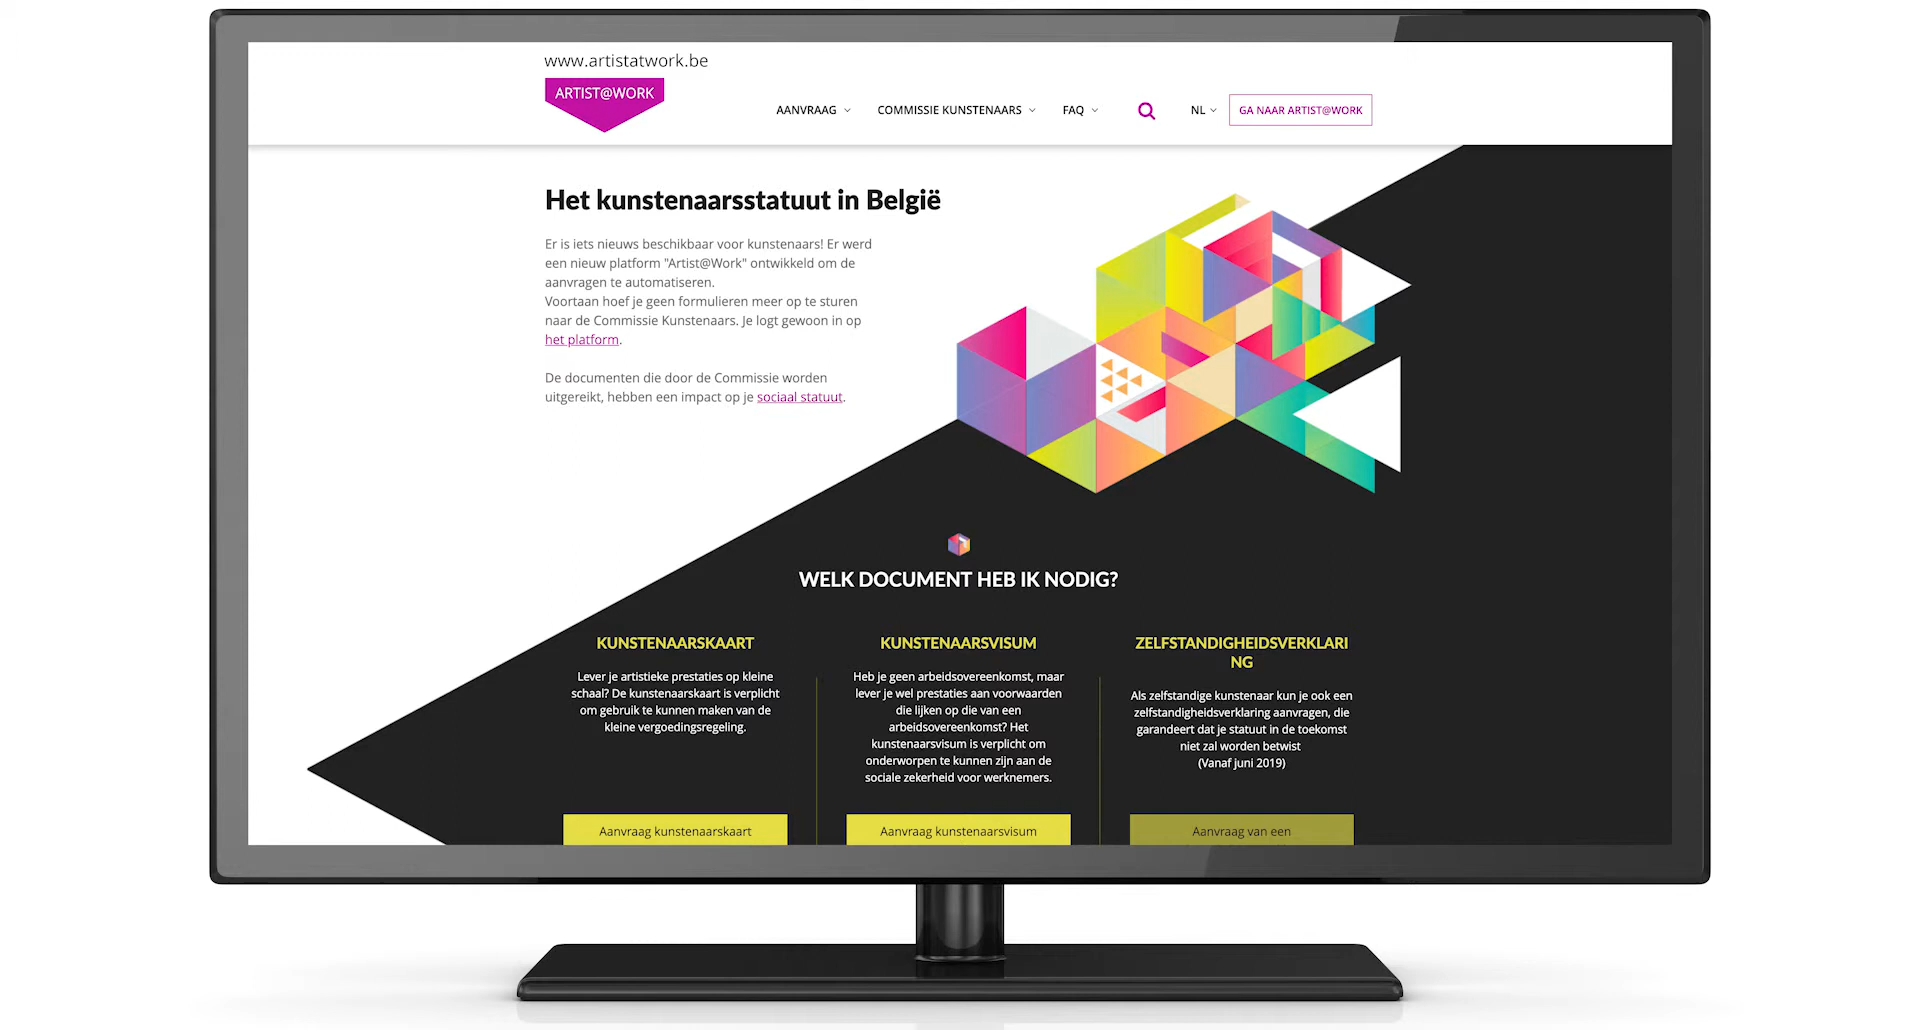 www.artistatwork.be
ARTIST@WORK
AANVRAAG
COMMISSIE KUNSTENAARS
FAQ
NL
GA NAAR ARTIST@WORK
Het kunstenaarsstatuut in België
Er is iets nieuws beschikbaar voor kunstenaars! Er werd
een nieuw platform "Artist@Work" ontwikkeld om de
aanvragen te automatiseren.
Voortaan hoef je geen formulieren meer op te sturen
naar de Commissie Kunstenaars. Je logt gewoon in op
het platform.
De documenten die door de Commissie worden
uitgereikt, hebben een impact op je sociaal statuut.
WELK DOCUMENT HEB IK NODIG?
KUNSTENAARSKAART
Lever je artistieke prestaties op kleine
schaal? De kunstenaarskaart is verplicht
om gebruik te kunnen maken van de
kleine vergoedingsregeling.
Aanvraag kunstenaarskaart
KUNSTENAARSVISUM
Heb je geen arbeidsovereenkomst, maar
lever je wel prestaties aan voorwaarden
die lijken op die van een
arbeidsovereenkomst? Het
kunstenaarsvisum is verplicht om
onderworpen te kunnen zijn aan de
sociale zekerheid voor werknemers.
Aanvraag kunstenaarsvisum
ZELFSTANDIGHEIDSVERKLARI
NG
Als zelfstandige kunstenaar kun je ook een
zelfstandigheidsverklaring aanvragen, die
garandeert dat je statuut in de toekomst
niet zal worden betwist
(Vanaf juni 2019)
Aanvraag van een